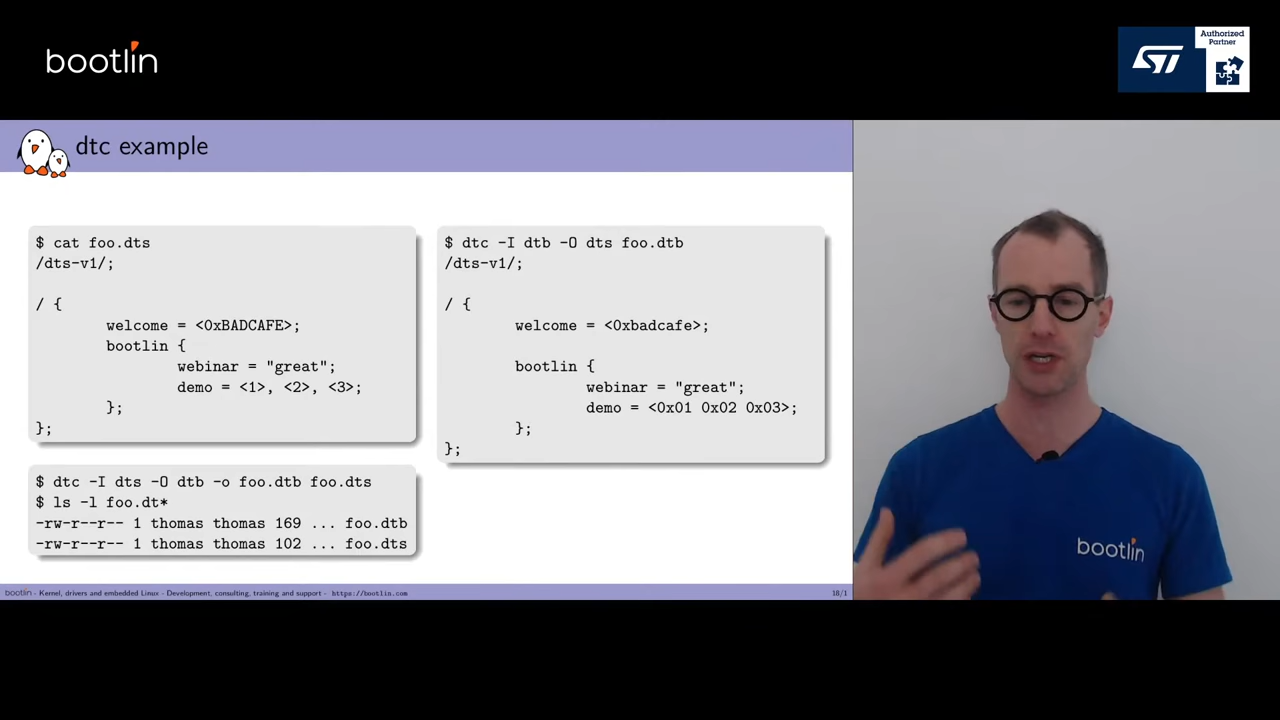 bootlin
ST
Authorized
Partner
dtc example
$ cat foo.dts
/dts-v1/;
/ {
welcome = <0xBADCAFE>;
bootlin {
webinar = "great";
demo = <1>, <2>, <3>;
};
};
$ dtc -I dts -O dtb -o foo.dtb foo.dts
$ ls -l foo.dt*
-rw-r--r-- 1 thomas thomas 169 ... foo.dtb
-rw-r--r-- 1 thomas thomas 102 ... foo.dts
$ dtc -I dtb -O dts foo.dtb
/dts-v1/;
/ {
welcome = <0xbadcafe>;
bootlin {
webinar = "great";
demo = <0x01 0x02 0x03>;
};
};
bootlin
bootlin - Kernel, drivers and embedded Linux - Development, consulting, training and support - https://bootlin.com
18/1